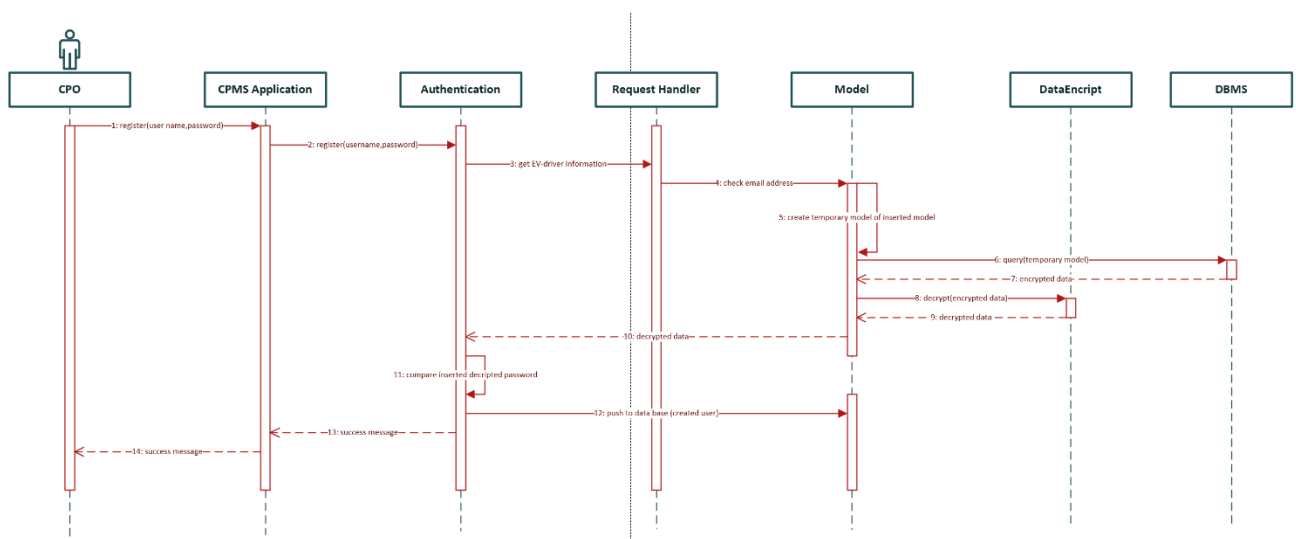 CPO
CPMS Application
Authentication
Request Handler
Model
DataEncript
DBMS
1: register(user name,password)
2: register(username,password)
3: get EV-driver information
4: check email address
5: create temporary model of inserted model
6: query(temporary model)
7: encrypted data
8: decrypt(encrypted data)
9: decrypted data
10: decrypted data
11: compare inserted decripted password
12: push to data base (created user)
13: success message
14: success message